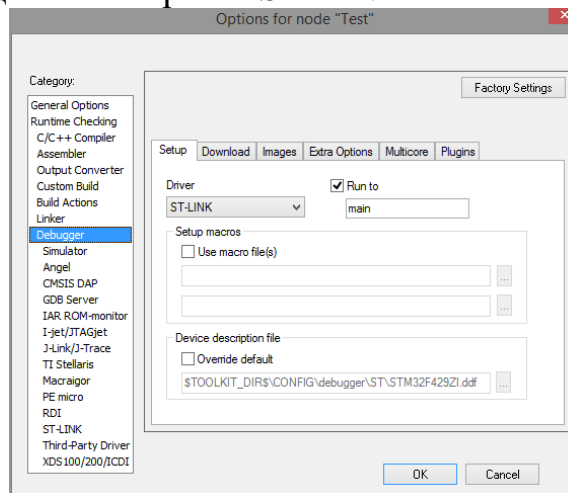 Options for node "Test"
Category:
Factory Settings
General Options
Runtime Checking
C/C++ Compiler
Assembler
Output Converter
Custom Build
Build Actions
Linker
Debugger
Simulator
Angel
CMSIS DAP
GDB Server
IAR ROM-monitor
I-jet/JTAGjet
J-Link/J-Trace
TI Stellaris
Macraigor
PE micro
RDI
ST-LINK
Third-Party Driver
XDS100/200/ICDI
Setup Download Images Extra Options Multicore Plugins
Driver Run to
ST-LINK main
Setup macros
Use macro file(s)
...
...
Device description file
Override default
$TOOLKIT_DIR$\CONFIG\debugger\ST\STM32F429ZI.ddf ...
OK Cancel